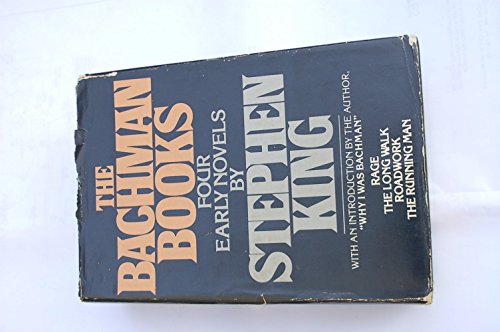 THE
BACHMAN
BOOKS
FOUR
EARLY NOVELS
BY
STEPHEN
KING
WITH AN INTRODUCTION BY THE AUTHOR,
"WHY I WAS BACHMAN"
RAGE
THE LONG WALK
ROADWORK
THE RUNNING MAN